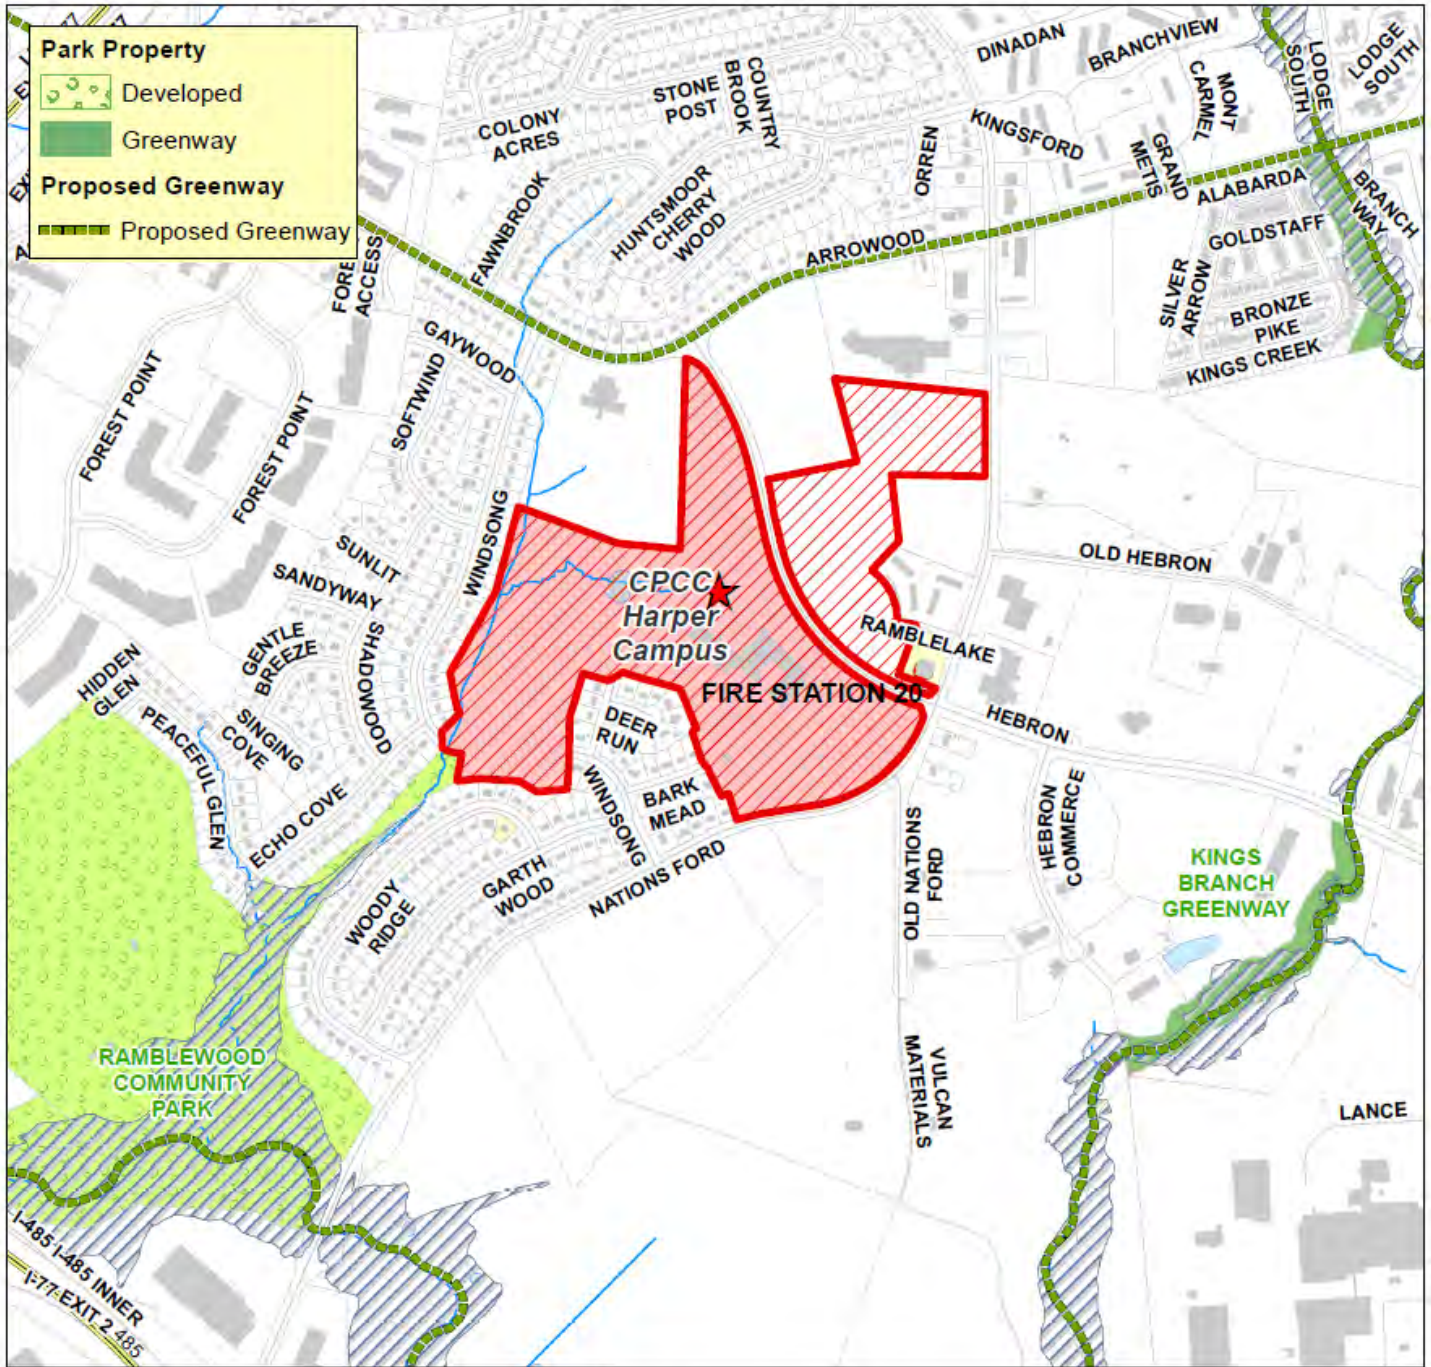 Park Property
Developed
Greenway
Proposed Greenway
Proposed Greenway
DINADAN
BRANCHVIEW
LODGE
SOUTH
LODGE
SOUTH
MONT
CARMEL
COUNTRY
BROOK
STONE
POST
COLONY
ACRES
KINGSFORD
GRAND
METIS
ORREN
ALABARDA
BRANCH
WAY
FAWNBROOK
HUNTSMOOR
CHERRY
WOOD
ARROWOOD
GOLDSTAFF
SILVER
ARROW
BRONZE
PIKE
KINGS CREEK
ACCESS
GAYWOOD
SOFTWIND
FOREST POINT
FOREST POINT
WINDSONG
SUNLIT
SANDYWAY
SHADOWOOD
GENTLE
BREEZE
OLD HEBRON
CPCC
Harper
Campus
RAMBLELAKE
FIRE STATION 20
HEBRON
HIDDEN
GLEN
PEACEFUL GLEN
SINGING
COVE
ECHO COVE
DEER
RUN
WINDSONG
BARK
MEAD
GARTH
WOOD
WOODY
RIDGE
NATIONS FORD
OLD NATIONS
FORD
HEBRON
COMMERCE
KINGS
BRANCH
GREENWAY
VULCAN
MATERIALS
RAMBLEWOOD
COMMUNITY
PARK
LANCE
I-485 I-485 INNER
I-77-EXIT 2 485